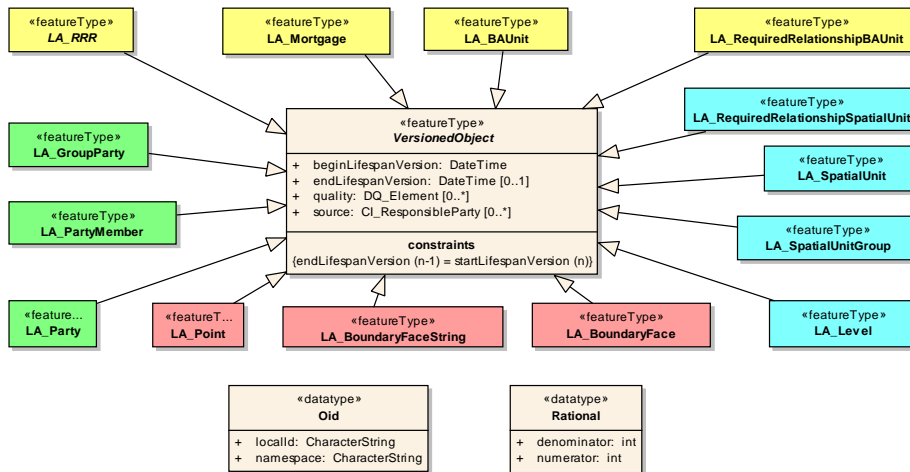 «featureType»
LA_RRR
«featureType»
LA_Mortgage
«featureType»
LA_BAUnit
«featureType»
LA_RequiredRelationshipBAUnit
«featureType»
VersionedObject
+ beginLifespanVersion: DateTime
+ endLifespanVersion: DateTime [0..1]
+ quality: DQ_Element [0..*]
+ source: CI_ResponsibleParty [0..*]
constraints
{endLifespanVersion (n-1) = startLifespanVersion (n)}
«featureType»
LA_GroupParty
«featureType»
LA_PartyMember
«featureType»
LA_RequiredRelationshipSpatialUnit
«featureType»
LA_SpatialUnit
«featureType»
LA_SpatialUnitGroup
«feature...
LA_Party
«featureT...
LA_Point
«featureType»
LA_BoundaryFaceString
«featureType»
LA_BoundaryFace
«featureType»
LA_Level
«datatype»
Oid
+ localId: CharacterString
+ namespace: CharacterString
«datatype»
Rational
+ denominator: int
+ numerator: int